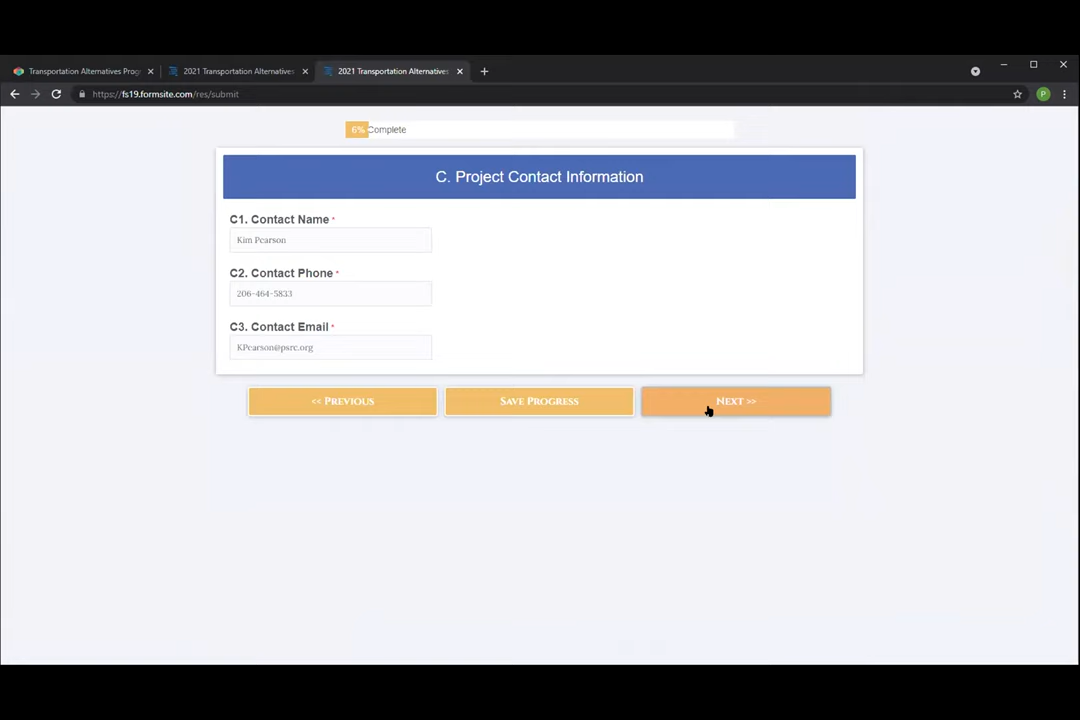 Transportation Alternatives Prog
2021 Transportation Alternatives
2021 Transportation Alternatives
https://fs19.formsite.com/res/submit
P
6% Complete
C. Project Contact Information
C1. Contact Name *
Kim Pearson
C2. Contact Phone *
206-464-5833
C3. Contact Email *
KPearson@psrc.org
<< Previous
Save Progress
Next >>